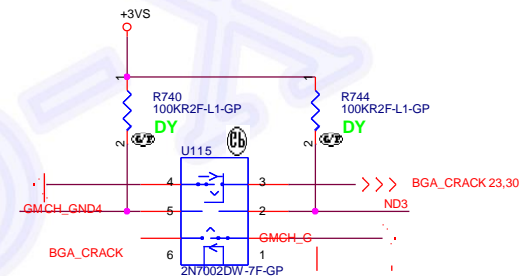 +3VS
1
1
R740
100KR2F-L1-GP
DY
R744
100KR2F-L1-GP
DY
2
G/P
2
G/P
U115
Cb
4
3
BGA_CRACK 23,30
GMCH_GND4
5
2
ND3
BGA_CRACK
GMCH_G
6
1
2N7002DW-7F-GP